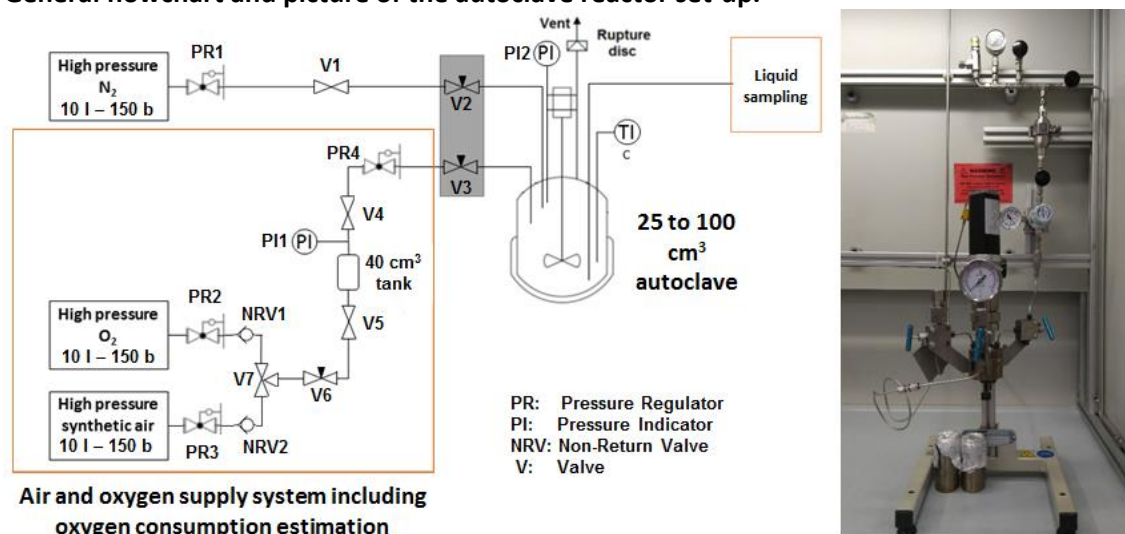 General flowchart and picture of the autoclave reactor set-up.
High pressure
N2
10 l – 150 b
PR1
V1
V2
PI2 PI
Vent
Rupture
disc
Liquid
sampling
TI
C
PR4
V3
V4
PI1 PI
40 cm3
tank
V5
25 to 100
cm3
autoclave
High pressure
O2
10 l – 150 b
PR2
NRV1
V7
V6
High pressure
synthetic air
10 l – 150 b
PR3
NRV2
PR: Pressure Regulator
PI: Pressure Indicator
NRV: Non-Return Valve
V: Valve
Air and oxygen supply system including
oxygen consumption estimation
WARNING